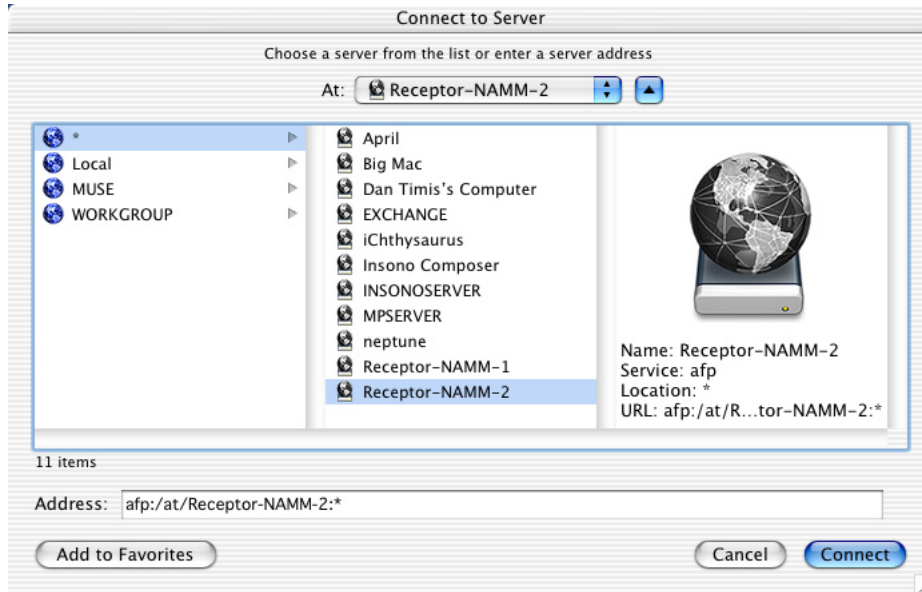 Connect to Server
Choose a server from the list or enter a server address
At: Receptor-NAMM-2
*
Local
MUSE
WORKGROUP
April
Big Mac
Dan Timis's Computer
EXCHANGE
iChthysaurus
Insono Composer
INSONOSERVER
MPSERVER
neptune
Receptor-NAMM-1
Receptor-NAMM-2
Name: Receptor-NAMM-2
Service: afp
Location: *
URL: afp:/at/R...tor-NAMM-2:*
11 items
Address: afp:/at/Receptor-NAMM-2:*
Add to Favorites Cancel Connect